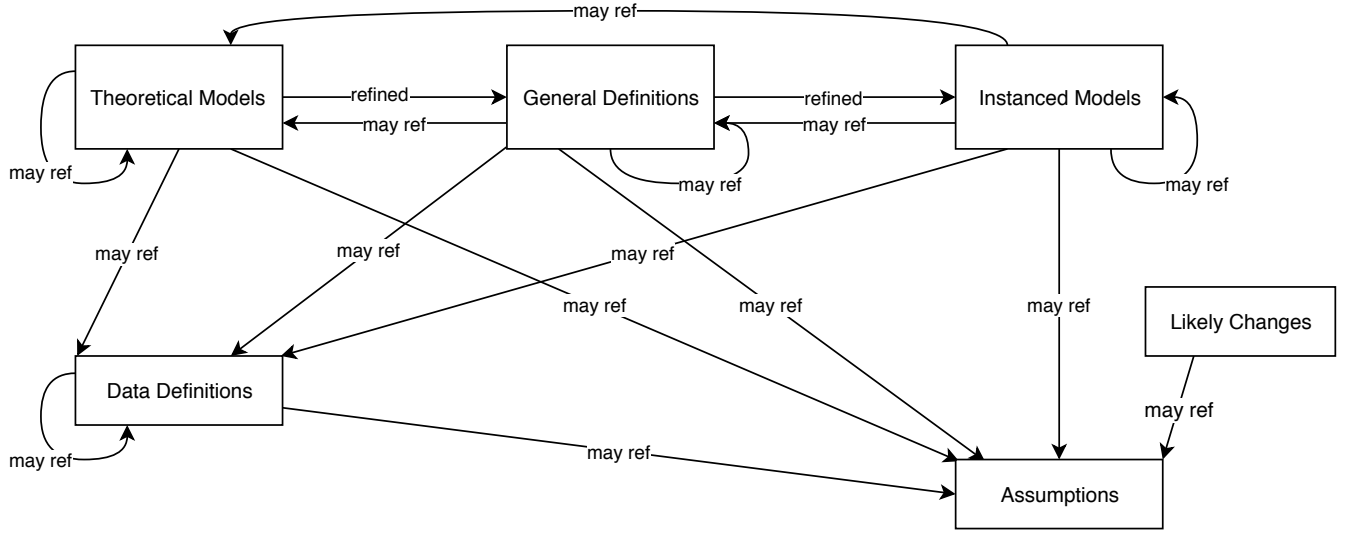 may ref
Theoretical Models
refined
General Definitions
refined
Instanced Models
may ref
may ref
may ref
may ref
may ref
may ref
may ref
may ref
may ref
may ref
may ref
may ref
Likely Changes
Data Definitions
may ref
may ref
may ref
Assumptions